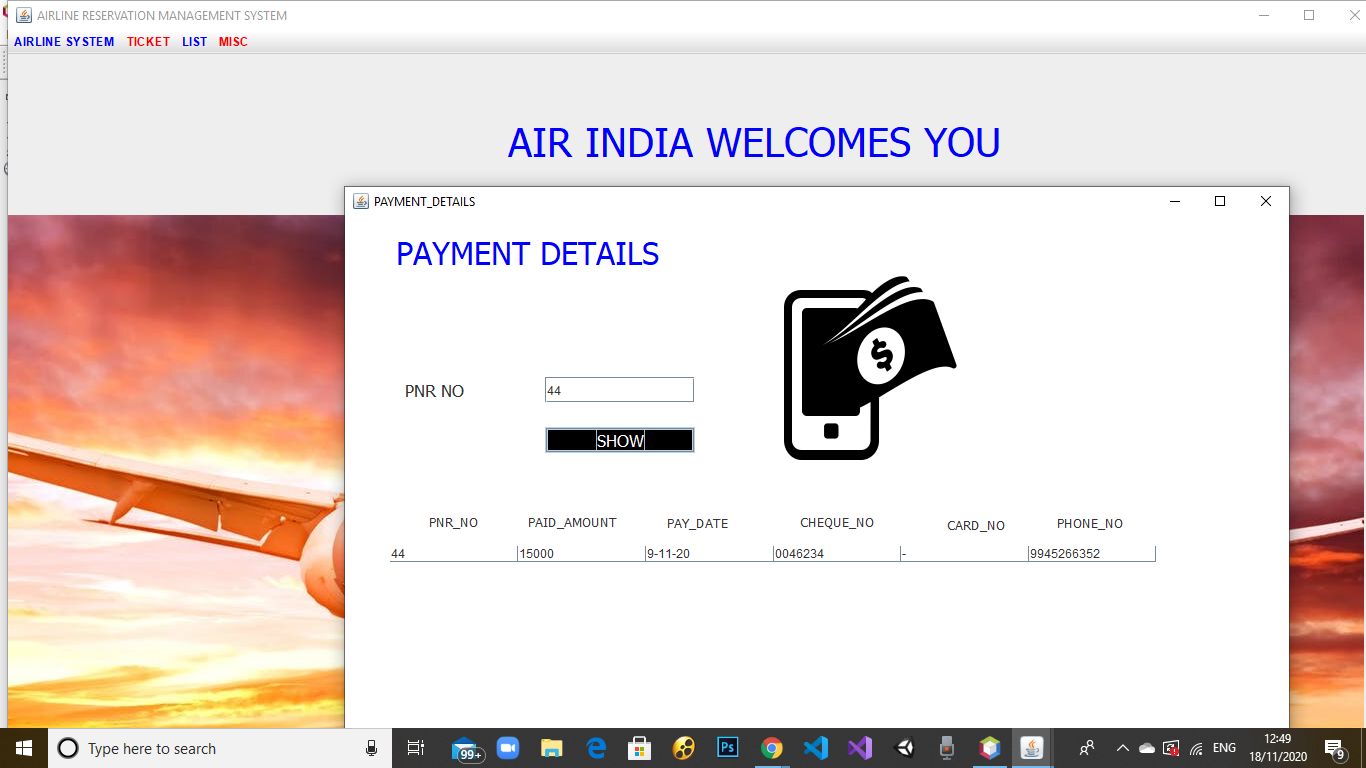 AIRLINE RESERVATION MANAGEMENT SYSTEM
AIRLINE SYSTEM TICKET LIST MISC
AIR INDIA WELCOMES YOU
PAYMENT_DETAILS
PAYMENT DETAILS
$
PNR NO 44
SHOW
PNR_NO PAID_AMOUNT PAY_DATE CHEQUE_NO CARD_NO PHONE_NO
44 15000 9-11-20 0046234 - 9945266352
Type here to search 99+ Ps ENG 12:49
18/11/2020 9